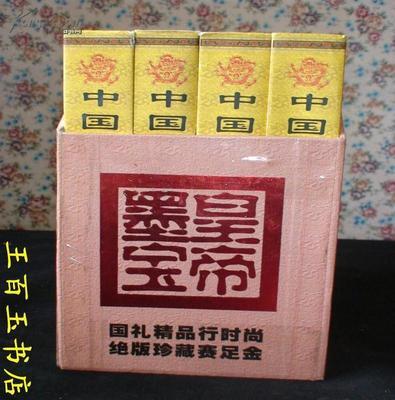 中国
中国
中国
中国
皇帝
墨宝
国礼精品行时尚
绝版珍藏赛足金
王百玉书店